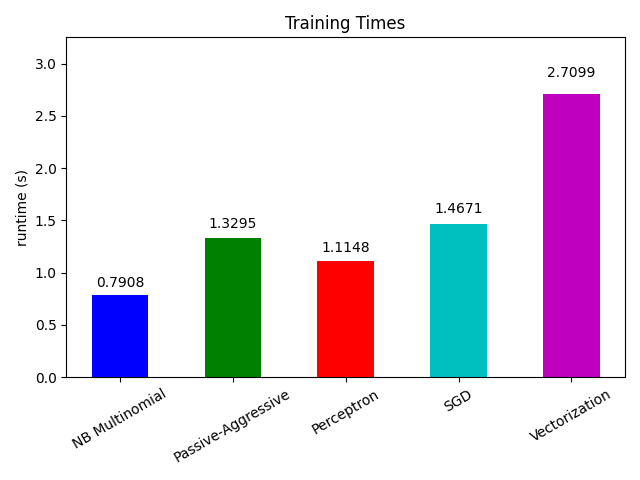 Training Times
runtime (s)
3.0
2.5
2.0
1.5
1.0
0.5
0.0
0.7908
1.3295
1.1148
1.4671
2.7099
NB Multinomial
Passive-Aggressive
Perceptron
SGD
Vectorization